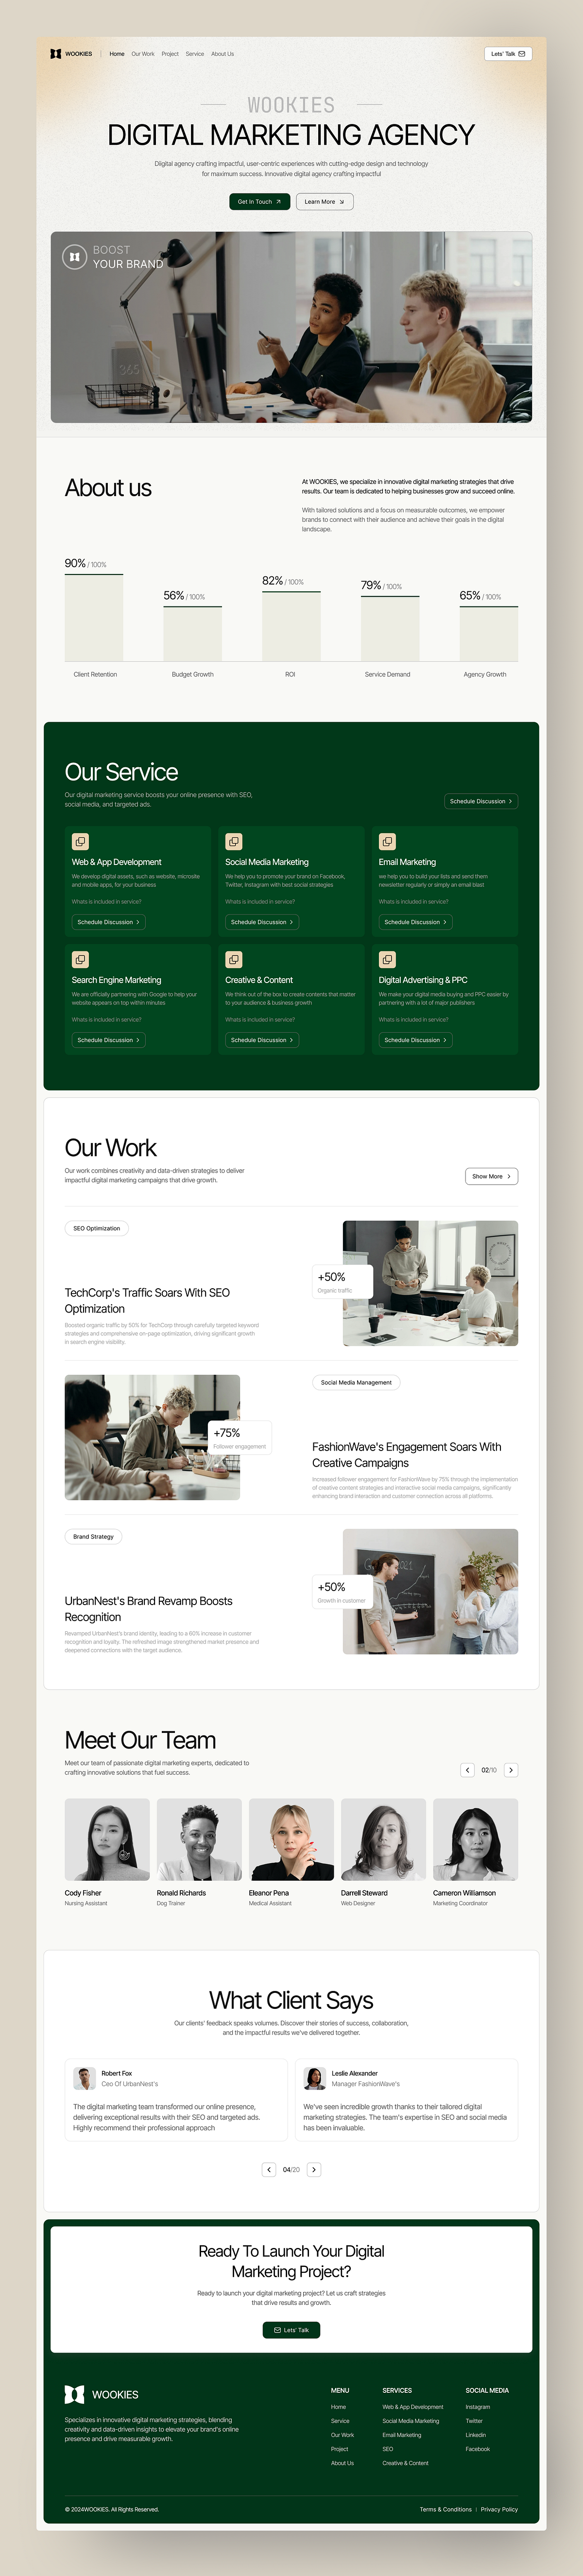 WOOKIES
Home
Our Work
Project
Service
About Us
Lets' Talk
WOOKIES
DIGITAL MARKETING AGENCY
Digital agency crafting impactful, user-centric experiences with cutting-edge design and technology
for maximum success. Innovative digital agency crafting impactful
Get In Touch
Learn More
BOOST
YOUR BRAND
365
About us
At WOOKIES, we specialize in innovative digital marketing strategies that drive
results. Our team is dedicated to helping businesses grow and succeed online.
With tailored solutions and a focus on measurable outcomes, we empower
brands to connect with their audience and achieve their goals in the digital
landscape.
90% / 100%
56% / 100%
82% / 100%
79% / 100%
65% / 100%
Client Retention
Budget Growth
ROI
Service Demand
Agency Growth
Our Service
Our digital marketing service boosts your online presence with SEO,
social media, and targeted ads.
Schedule Discussion
Web & App Development
We develop digital assets, such as website, microsite
and mobile apps, for your business
Whats is included in service?
Schedule Discussion
Social Media Marketing
We help you to promote your brand on Facebook,
Twitter, Instagram with best social strategies
Whats is included in service?
Schedule Discussion
Email Marketing
we help you to build your lists and send them
newsletter regularly or simply an email blast
Whats is included in service?
Schedule Discussion
Search Engine Marketing
We are officially partnering with Google to help your
website appears on top within minutes
Whats is included in service?
Schedule Discussion
Creative & Content
We think out of the box to create contents that matter
to your audience & business growth
Whats is included in service?
Schedule Discussion
Digital Advertising & PPC
We make your digital media buying and PPC easier by
partnering with a lot of major publishers
Whats is included in service?
Schedule Discussion
Our Work
Our work combines creativity and data-driven strategies to deliver
impactful digital marketing campaigns that drive growth.
Show More
SEO Optimization
TechCorp's Traffic Soars With SEO
Optimization
Boosted organic traffic by 50% for TechCorp through carefully targeted keyword
strategies and comprehensive on-page optimization, driving significant growth
in search engine visibility.
+50%
Organic traffic
+75%
Follower engagement
Social Media Management
FashionWave's Engagement Soars With
Creative Campaigns
Increased follower engagement for FashionWave by 75% through the implementation
of creative content strategies and interactive social media campaigns, significantly
enhancing brand interaction and customer connection across all platforms.
Brand Strategy
UrbanNest's Brand Revamp Boosts
Recognition
Revamped UrbanNest's brand identity, leading to a 60% increase in customer
recognition and loyalty. The refreshed image strengthened market presence and
deepened connections with the target audience.
+50%
Growth in customer
Meet Our Team
Meet our team of passionate digital marketing experts, dedicated to
crafting innovative solutions that fuel success.
02/10
Cody Fisher
Nursing Assistant
Ronald Richards
Dog Trainer
Eleanor Pena
Medical Assistant
Darrell Steward
Web Designer
Cameron Williamson
Marketing Coordinator
What Client Says
Our clients' feedback speaks volumes. Discover their stories of success, collaboration,
and the impactful results we've delivered together.
Robert Fox
Ceo Of UrbanNest's
The digital marketing team transformed our online presence,
delivering exceptional results with their SEO and targeted ads.
Highly recommend their professional approach
Leslie Alexander
Manager FashionWave's
We've seen incredible growth thanks to their tailored digital
marketing strategies. The team's expertise in SEO and social media
has been invaluable.
04/20
Ready To Launch Your Digital
Marketing Project?
Ready to launch your digital marketing project? Let us craft strategies
that drive results and growth.
Lets' Talk
WOOKIES
Specializes in innovative digital marketing strategies, blending
creativity and data-driven insights to elevate your brand's online
presence and drive measurable growth.
MENU
Home
Service
Our Work
Project
About Us
SERVICES
Web & App Development
Social Media Marketing
Email Marketing
SEO
Creative & Content
SOCIAL MEDIA
Instagram
Twitter
Linkedin
Facebook
© 2024WOOKIES. All Rights Reserved.
Terms & Conditions | Privacy Policy